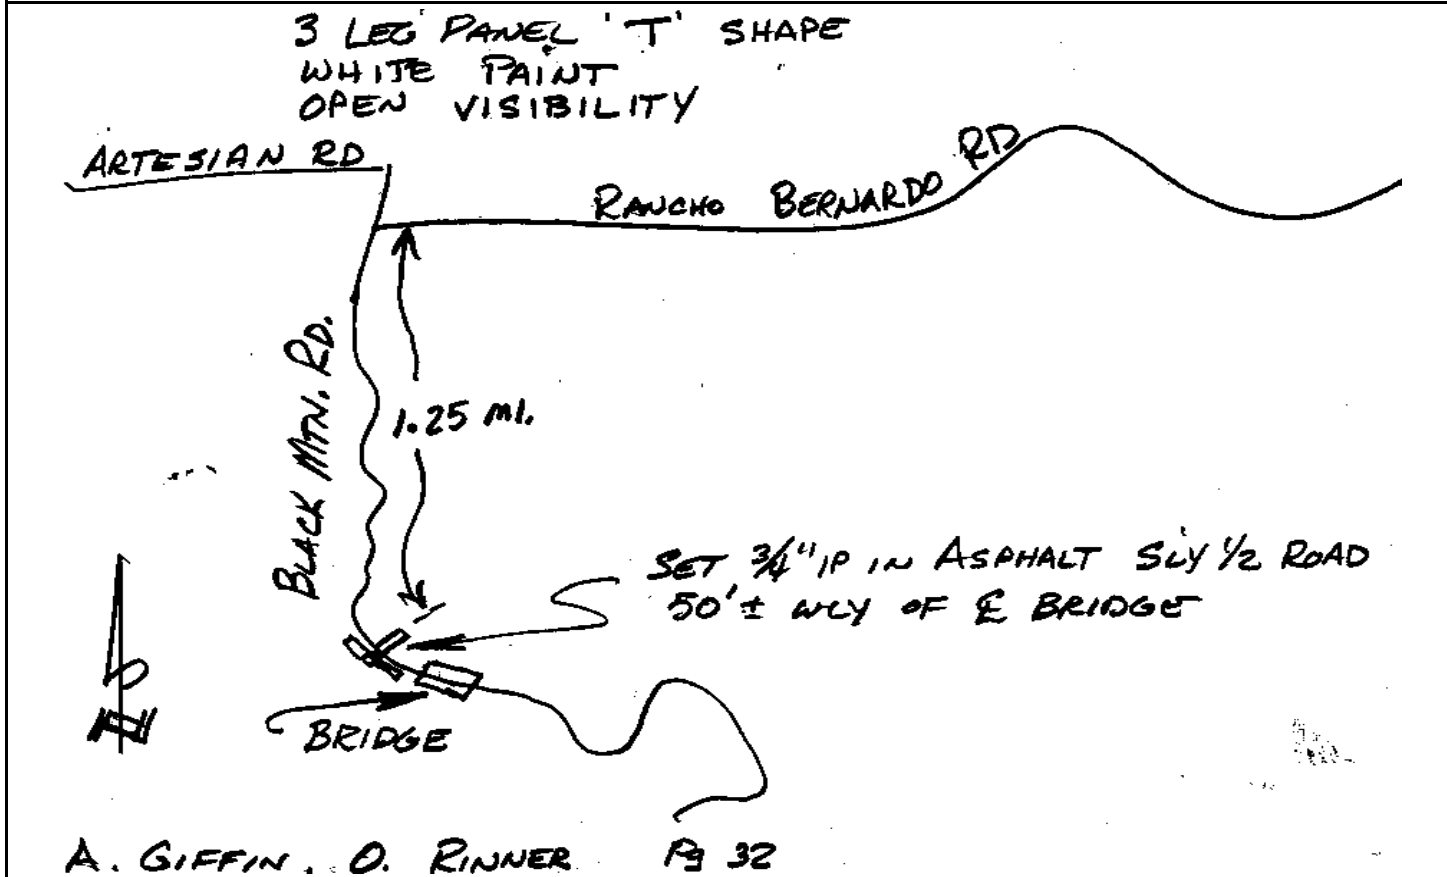 3 LEG PANEL 'T' SHAPE
WHITE PAINT
OPEN VISIBILITY
ARTESIAN RD
RANCHO BERNARDO RD
BLACK MTN. RD.
1.25 MI.
SET 3/4" IP IN ASPHALT SLY 1/2 ROAD
50'± WLY OF ℄ BRIDGE
BRIDGE
A. GIFFIN, O. RINNER Pg 32